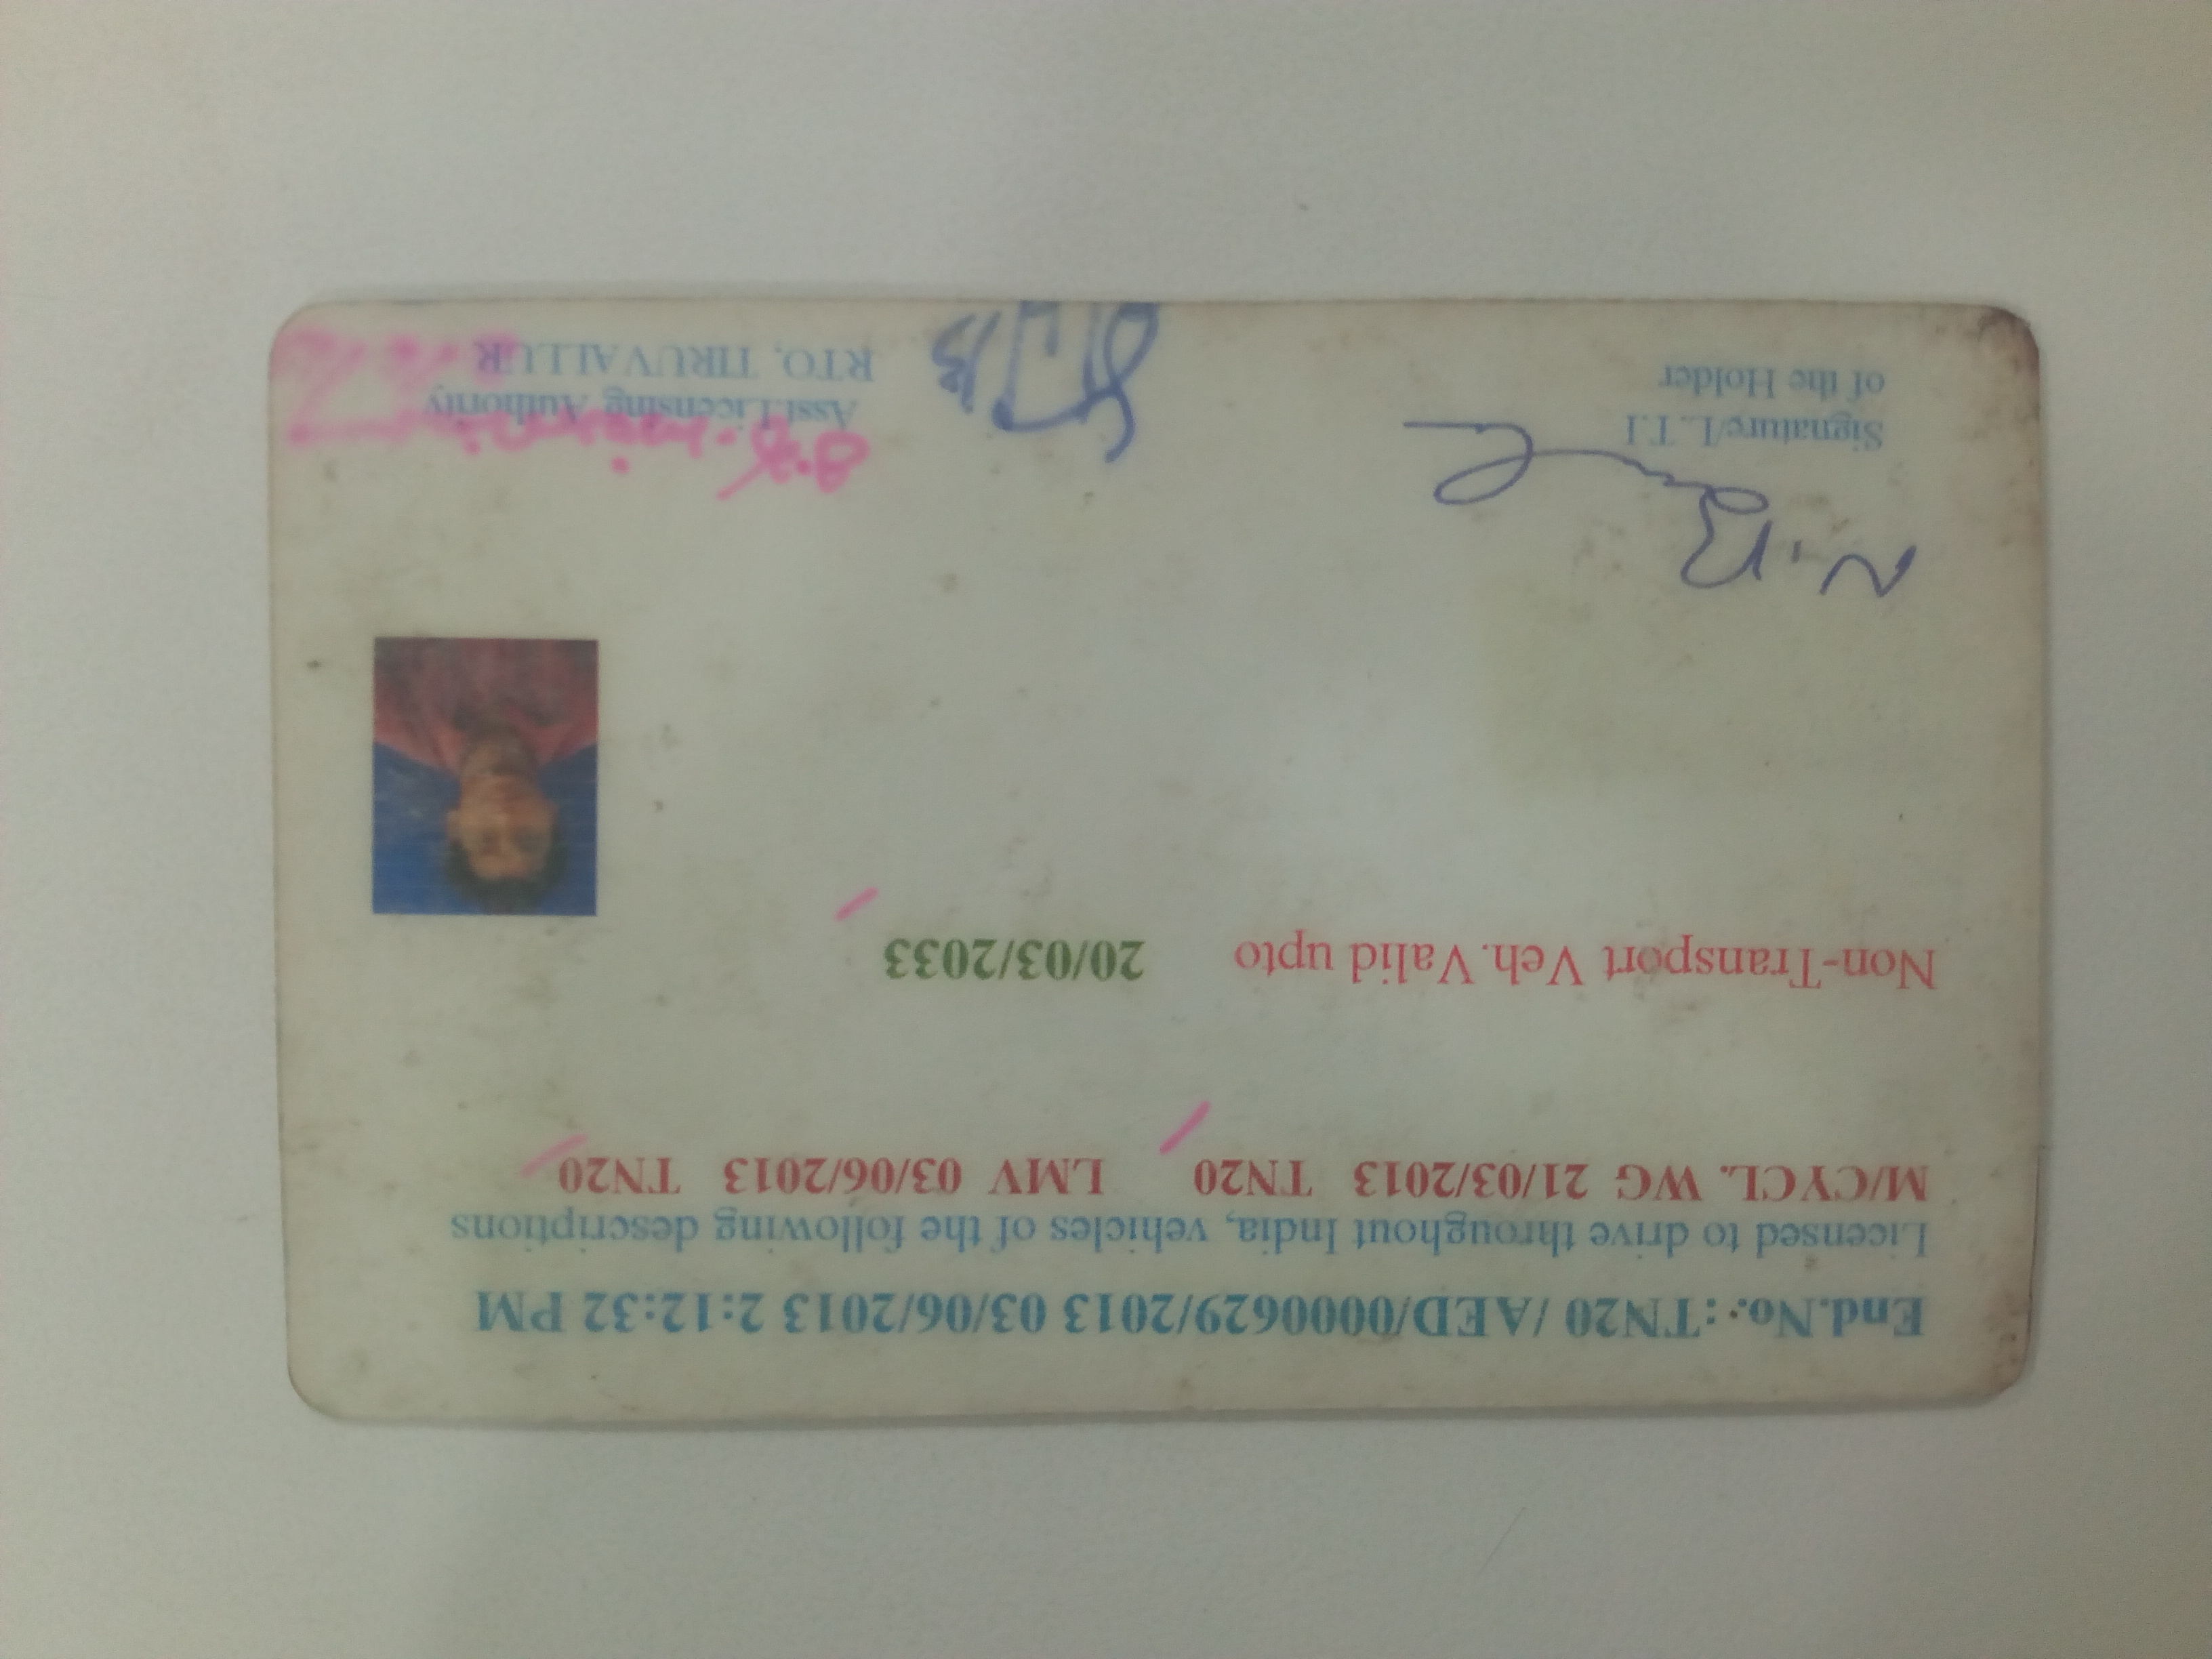 End.No.:TN20 /AED/0000629/2013 03/06/2013 2:12:32 PM
Licensed to drive throughout India, vehicles of the following descriptions
M/CYCL. WG 21/03/2013 TN20 LMV 03/06/2013 TN20
Non-Transport Veh.Valid upto 20/03/2033
Signature/L.T.I
of the Holder
Asst.Licensing Authority
RTO, TIRUVALLUR